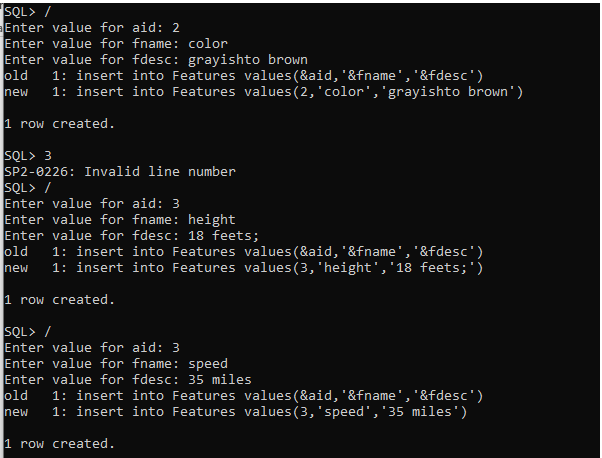 SQL> /
Enter value for aid: 2
Enter value for fname: color
Enter value for fdesc: grayishto brown
old   1: insert into Features values(&aid,'&fname','&fdesc')
new   1: insert into Features values(2,'color','grayishto brown')
1 row created.
SQL> 3
SP2-0226: Invalid line number
SQL> /
Enter value for aid: 3
Enter value for fname: height
Enter value for fdesc: 18 feets;
old   1: insert into Features values(&aid,'&fname','&fdesc')
new   1: insert into Features values(3,'height','18 feets;')
1 row created.
SQL> /
Enter value for aid: 3
Enter value for fname: speed
Enter value for fdesc: 35 miles
old   1: insert into Features values(&aid,'&fname','&fdesc')
new   1: insert into Features values(3,'speed','35 miles')
1 row created.